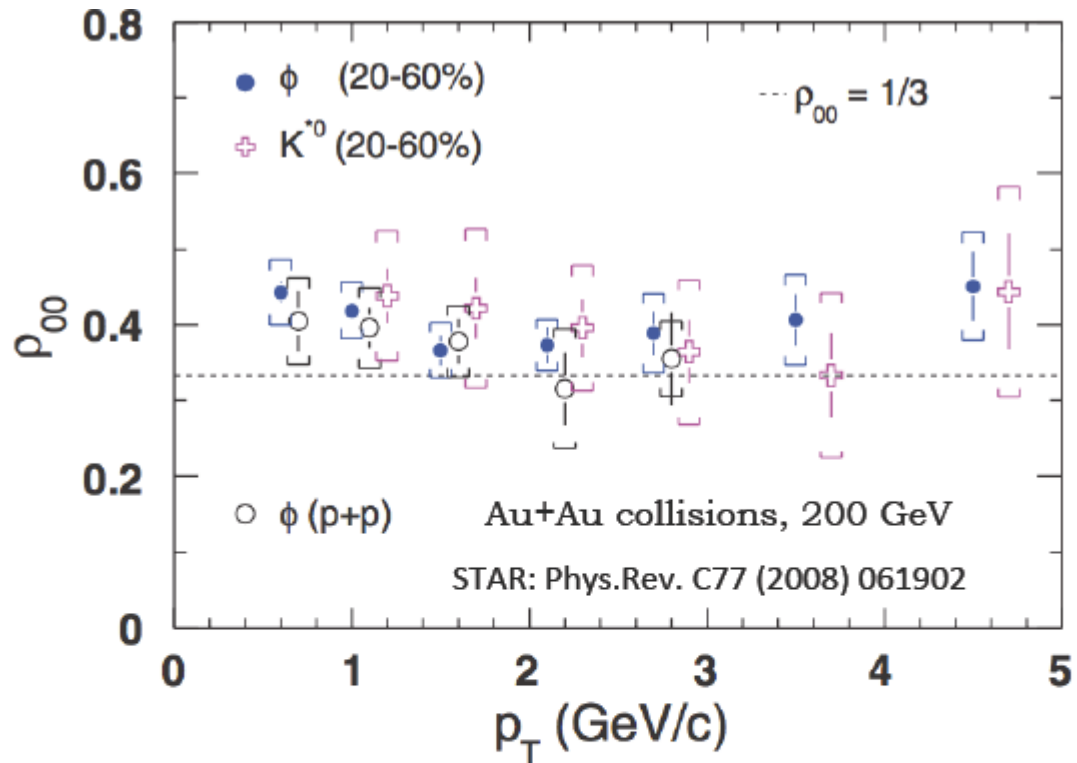 0.8
ϕ (20-60%)
K*0 (20-60%)
ρ00 = 1/3
0.6
0.4
0.2
0
ρ00
ϕ (p+p)
Au+Au collisions, 200 GeV
STAR: Phys.Rev. C77 (2008) 061902
0 1 2 3 4 5
pT (GeV/c)